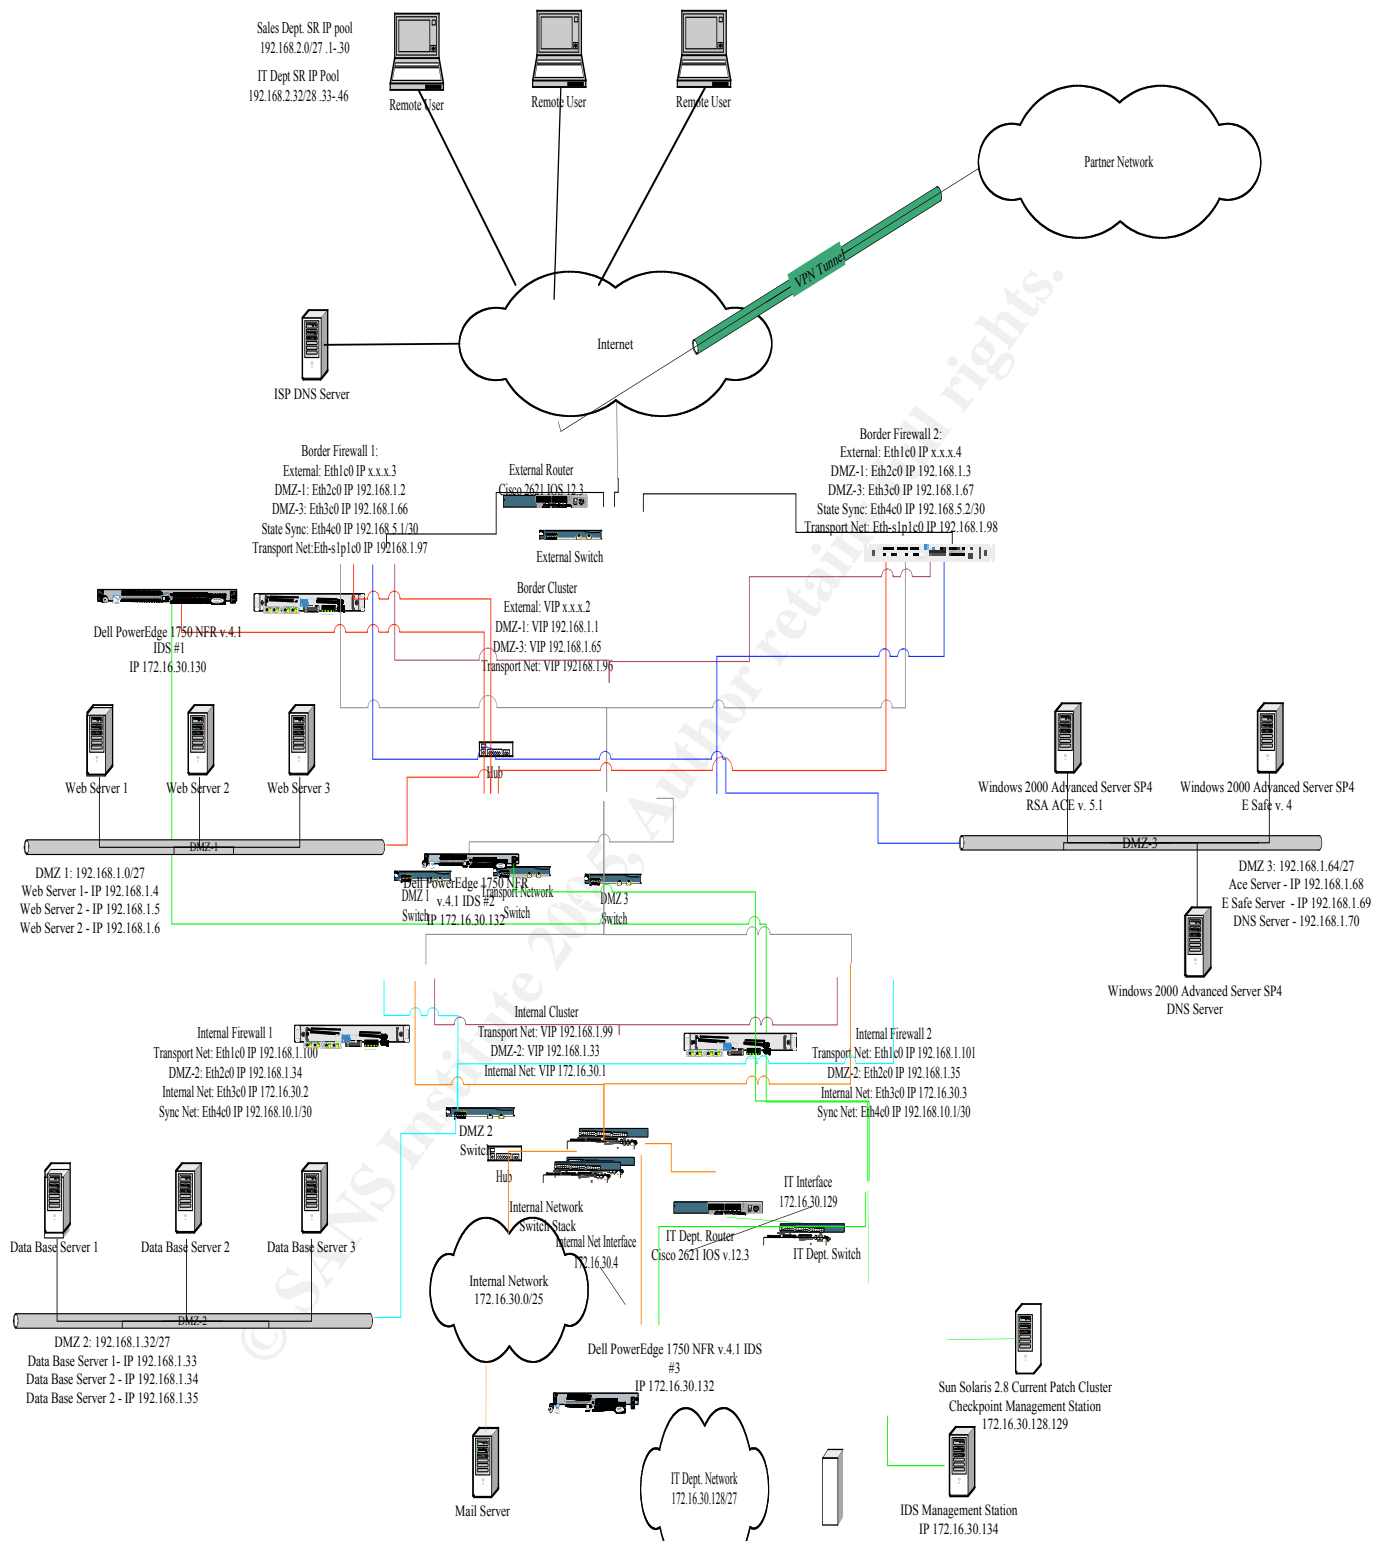 Sales Dept. SR IP pool
192.168.2.0/27 .1-.30
IT Dept SR IP Pool
192.168.2.32/28 .33-.46
Remote User
Remote User
Remote User
Partner Network
VPN Tunnel
Internet
ISP DNS Server
Border Firewall 1:
External: Eth1c0 IP x.x.x.3
DMZ-1: Eth2c0 IP 192.168.1.2
DMZ-3: Eth3c0 IP 192.168.1.66
State Sync: Eth4c0 IP 192.168.5.1/30
Transport Net:Eth-s1p1c0 IP 192168.1.97
External Router
Cisco 2621 IOS 12.3
External Switch
Border Firewall 2:
External: Eth1c0 IP x.x.x.4
DMZ-1: Eth2c0 IP 192.168.1.3
DMZ-3: Eth3c0 IP 192.168.1.67
State Sync: Eth4c0 IP 192.168.5.2/30
Transport Net: Eth-s1p1c0 IP 192.168.1.98
Border Cluster
External: VIP x.x.x.2
DMZ-1: VIP 192.168.1.1
DMZ-3: VIP 192.168.1.65
Transport Net: VIP 192168.1.96
Dell PowerEdge 1750 NFR v.4.1
IDS #1
IP 172.16.30.130
Web Server 1
Web Server 2
Web Server 3
Hub
Windows 2000 Advanced Server SP4
RSA ACE v. 5.1
Windows 2000 Advanced Server SP4
E Safe v. 4
DMZ-1
DMZ-3
DMZ 1: 192.168.1.0/27
Web Server 1- IP 192.168.1.4
Web Server 2 - IP 192.168.1.5
Web Server 2 - IP 192.168.1.6
Dell PowerEdge 1750 NFR
v.4.1 IDS #2
IP 172.16.30.132
DMZ 1
Switch
Transport Network
Switch
DMZ 3
Switch
DMZ 3: 192.168.1.64/27
Ace Server - IP 192.168.1.68
E Safe Server - IP 192.168.1.69
DNS Server - 192.168.1.70
Windows 2000 Advanced Server SP4
DNS Server
Internal Firewall 1
Transport Net: Eth1c0 IP 192.168.1.100
DMZ-2: Eth2c0 IP 192.168.1.34
Internal Net: Eth3c0 IP 172.16.30.2
Sync Net: Eth4c0 IP 192.168.10.1/30
Internal Cluster
Transport Net: VIP 192.168.1.99
DMZ-2: VIP 192.168.1.33
Internal Net: VIP 172.16.30.1
Internal Firewall 2
Transport Net: Eth1c0 IP 192.168.1.101
DMZ-2: Eth2c0 IP 192.168.1.35
Internal Net: Eth3c0 IP 172.16.30.3
Sync Net: Eth4c0 IP 192.168.10.1/30
DMZ 2
Switch
Hub
Internal Network
Switch Stack
IT Interface
172.16.30.129
IT Dept. Router
Cisco 2621 IOS v.12.3
IT Dept. Switch
Internal Net Interface
172.16.30.4
Data Base Server 1
Data Base Server 2
Data Base Server 3
Internal Network
172.16.30.0/25
DMZ-2
DMZ 2: 192.168.1.32/27
Data Base Server 1- IP 192.168.1.33
Data Base Server 2 - IP 192.168.1.34
Data Base Server 2 - IP 192.168.1.35
Dell PowerEdge 1750 NFR v.4.1 IDS
#3
IP 172.16.30.132
Sun Solaris 2.8 Current Patch Cluster
Checkpoint Management Station
172.16.30.128.129
Mail Server
IT Dept. Network
172.16.30.128/27
IDS Management Station
IP 172.16.30.134
© SANS Institute 2005, Author retains full rights.